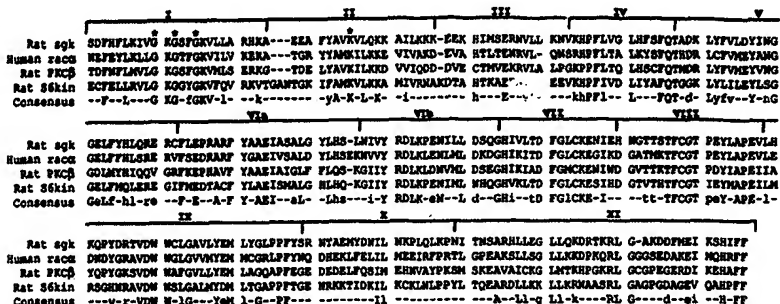 I II III IV V
* * * *
Rat sgk SDFHFLKIVG KGSFGKVLLA RHKA---EEA FYAVKVLQKK AILKKK-EEK HIMSERNVLL KNVKHPFLVG LHFSFQTADK LYFVLDYING
Human racα NEFEYLKLLG KGTFGKVILV KEKA---TGR YYAMKILKKE VIVAKD-EVA HTLTENRVLQ NSRHPFLTA LKYSFQTHDR LCFVMEYANG
Rat PKCβ TDFNFLMVLG KGSFGKVMLS ERKG---TDE LYAVKILKKD VVIQDD-DVE CTMVEKRVLA LPGKPPFLTQ LHSCFQTMDR LYFVMEYVNG
Rat S6kin ECFELLRVLG KGGYGKVFQV RKVTGANTGK IFAMKVLKKA MIVRNAKDTA HTKAE EEVKHPFIVD LIYAFQTGGK LYLILEYLSG
Consensus --F--L---G KG-fGKV-l- --k------- -yA-K-L-K- -i-------- h---E----- ---khPFl-- L---FQT-d- Lyfv--Y-nG
VIa VIb VII VIII
Rat sgk GELFYHLQRE RCFLEPRARF YAAEIASALG YLHS-LNIVY RDLKPENILL DSQGHIVLTD FGLCKENIEH NGTTSTFCGT PEYLAPEVLH
Human racα GELFFHLSRE RVFSEDRARF YGAEIVSALD YLHSEKNVVY RDLKLENLML DKDGHIKITD FGLCKEGIKD GATMKTFCGT PEYLAPEVLE
Rat PKCβ GDLMYHIQQV GRFKEPHAVF YAAEIAIGLF FLQS-KGIIY RDLKLDNVML DSEGHIKIAD FGMCKENIWD GVTTKTFCGT PDYIAPEIIA
Rat S6kin GELFMQLERE GIFMEDTACF YLAEISMALG HLHQ-KGIIY RDLKPENIML NHQGHVKLTD FGLCKESIHD GTVTHTFCGT IEYMAPEILM
Consensus GeLf-hl-re --F-E--A-F Y-AEI--sL- -Lhs---i-Y RDLK-eN--L d--GHi--tD FGlCKE-I-- ---tt-TFCGT peY-APE-l-
IX X XI
Rat sgk KQPYDRTVDW WCLGAVLYEM LYGLPPFYSR NTAEMYDNIL NKPLQLKPNI TNSARHLLEG LLQKDRTKRL G-AKDDFMEI KSHIFF
Human racα DNDYGRAVDW WGLGVVMYEM MCGRLPFYNQ DHEKLFELIL MEEIRFPRTL GPEAKSLLSG LLKKDPKQRL GGGSEDAKEI MQHRFF
Rat PKCβ YQPYGKSVDW WAFGVLLYEM LAGQAPFEGE DEDELFQSIM EHNVAYPKSM SKEAVAICKG LMTKHPGKRL GCGPEGERDI KEHAFF
Rat S6kin RSGHNRAVDW WSLGALMYDM LTGAPPFTGE NRKKTIDKIL KCKLNLPPYL TQEARDLLKK LLKRNAASRL GAGPGDAGEV QAHPFF
Consensus ---y-r-VDW W-lG---YeM l-G--PF--- -------Il- ---------- ---A--Ll-g Ll-k---RL G----d--ei --H-FF